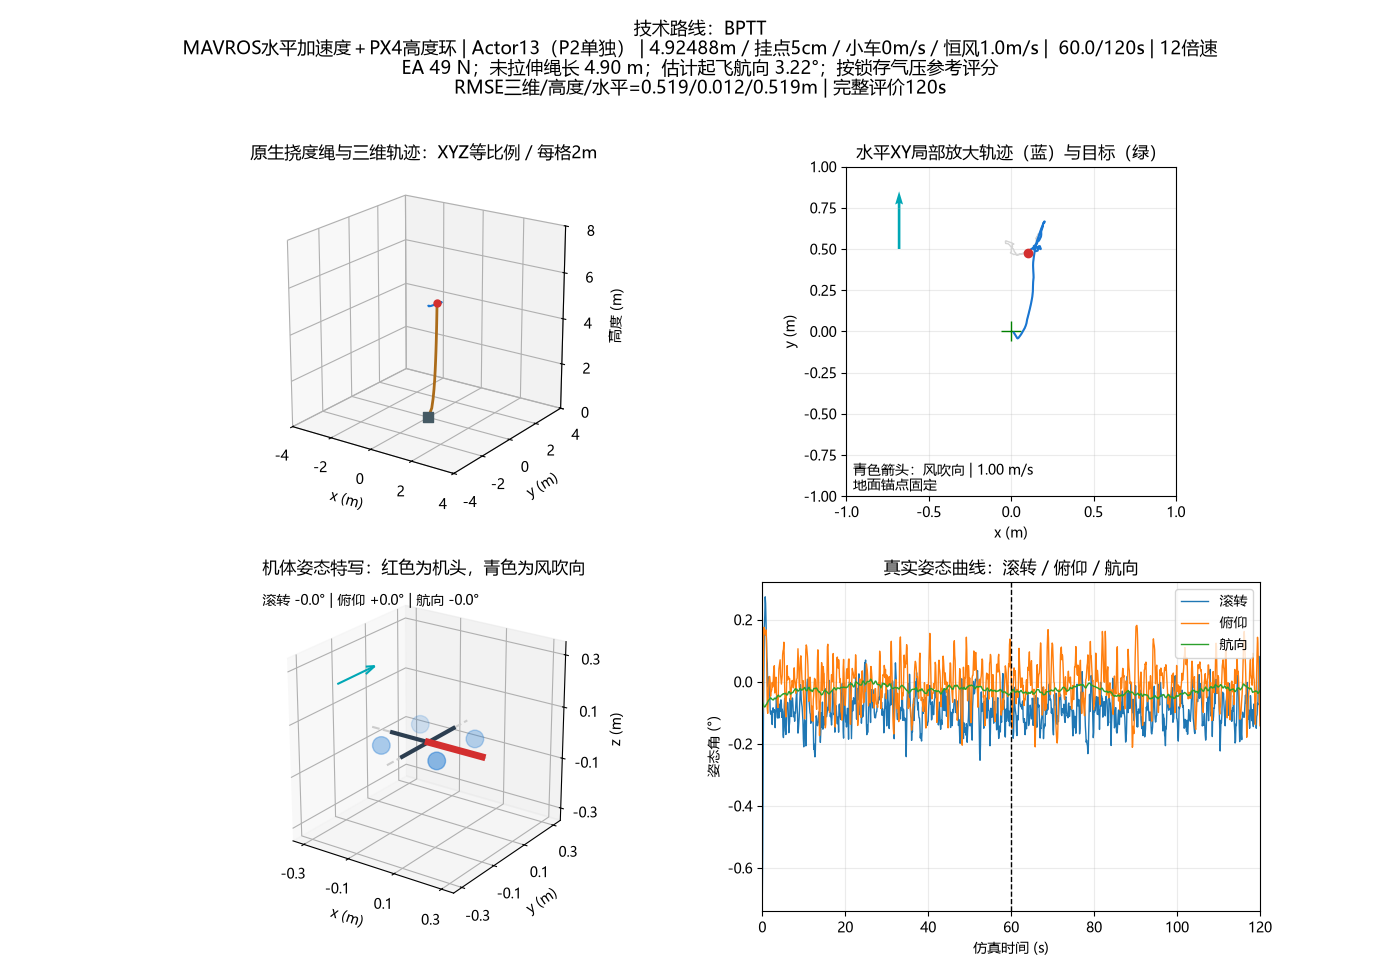 技术路线：BPTT
MAVROS水平加速度＋PX4高度环 | Actor13（P2单独） | 4.92488m / 挂点5cm / 小车0m/s / 恒风1.0m/s |  60.0/120s | 12倍速
EA 49 N；未拉伸绳长 4.90 m；估计起飞航向 3.22°；按锁存气压参考评分
RMSE三维/高度/水平=0.519/0.012/0.519m | 完整评价120s
原生挠度绳与三维轨迹：XYZ等比例 / 每格2m
8
6
4
2
0
高度 (m)
-4
-2
0
2
4
x (m)
-4
-2
0
2
4
y (m)
水平XY局部放大轨迹（蓝）与目标（绿）
1.00
0.75
0.50
0.25
0.00
-0.25
-0.50
-0.75
-1.00
y (m)
青色箭头：风吹向 | 1.00 m/s
地面锚点固定
-1.0
-0.5
0.0
0.5
1.0
x (m)
机体姿态特写：红色为机头，青色为风吹向
滚转 -0.0° | 俯仰 +0.0° | 航向 -0.0°
0.3
0.1
-0.1
-0.3
z (m)
-0.3
-0.1
0.1
0.3
x (m)
-0.3
-0.1
0.1
0.3
y (m)
真实姿态曲线：滚转 / 俯仰 / 航向
滚转
俯仰
航向
0.2
0.0
-0.2
-0.4
-0.6
姿态角 (°)
0
20
40
60
80
100
120
仿真时间 (s)